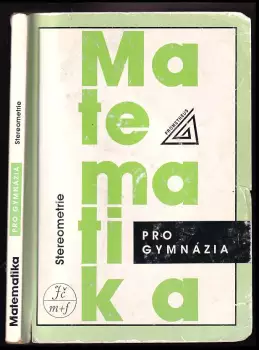 Matematika
PRO GYMNÁZIA
Stereometrie
Ma
te
ma
ti
ka
PROMETHEUS
Stereometrie
PRO
GYMNÁZIA
Jč
m+f